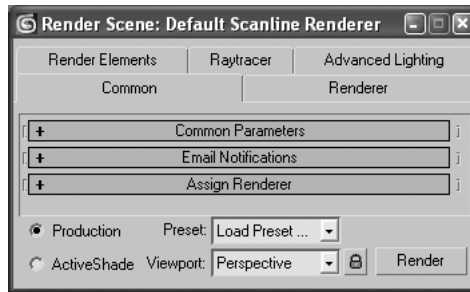 Render Scene: Default Scanline Renderer
Render Elements Raytracer Advanced Lighting
Common Renderer
+ Common Parameters
+ Email Notifications
+ Assign Renderer
Production Preset: Load Preset ...
ActiveShade Viewport: Perspective Render